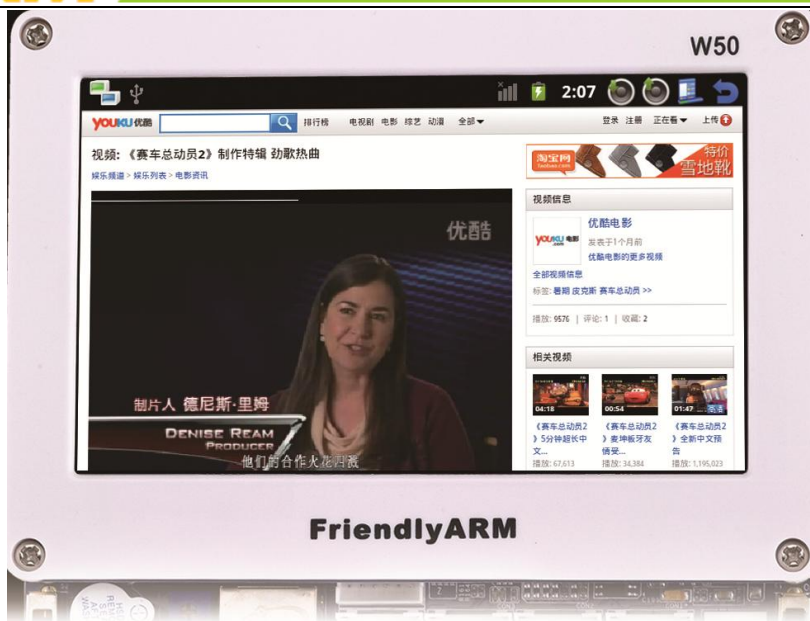 W50
2:07
YOUKU优酷 排行榜 电视剧 电影 综艺 动漫 全部 登录 注册 正在看 上传
视频:《赛车总动员2》制作特辑 劲歌热曲
娱乐频道 > 娱乐列表 > 电影资讯
淘宝网
Taobao.com
特价
雪地靴
优酷
视频信息
YOUKU 电影
.com
优酷电影
发表于1个月前
优酷电影的更多视频
全部视频信息
标签: 暑期 皮克斯 赛车总动员 >>
播放: 9576 | 评论: 1 | 收藏: 2
相关视频
04:18
《赛车总动员2
》5分钟超长中
文...
播放: 67,613
00:54
《赛车总动员2
》麦坤板牙友
情受...
播放: 34,384
01:47
英语
《赛车总动员2
》全新中文预
告
播放: 1,195,023
制片人 德尼斯·里姆
DENISE REAM
PRODUCER
他们的合作火花四溅
FriendlyARM